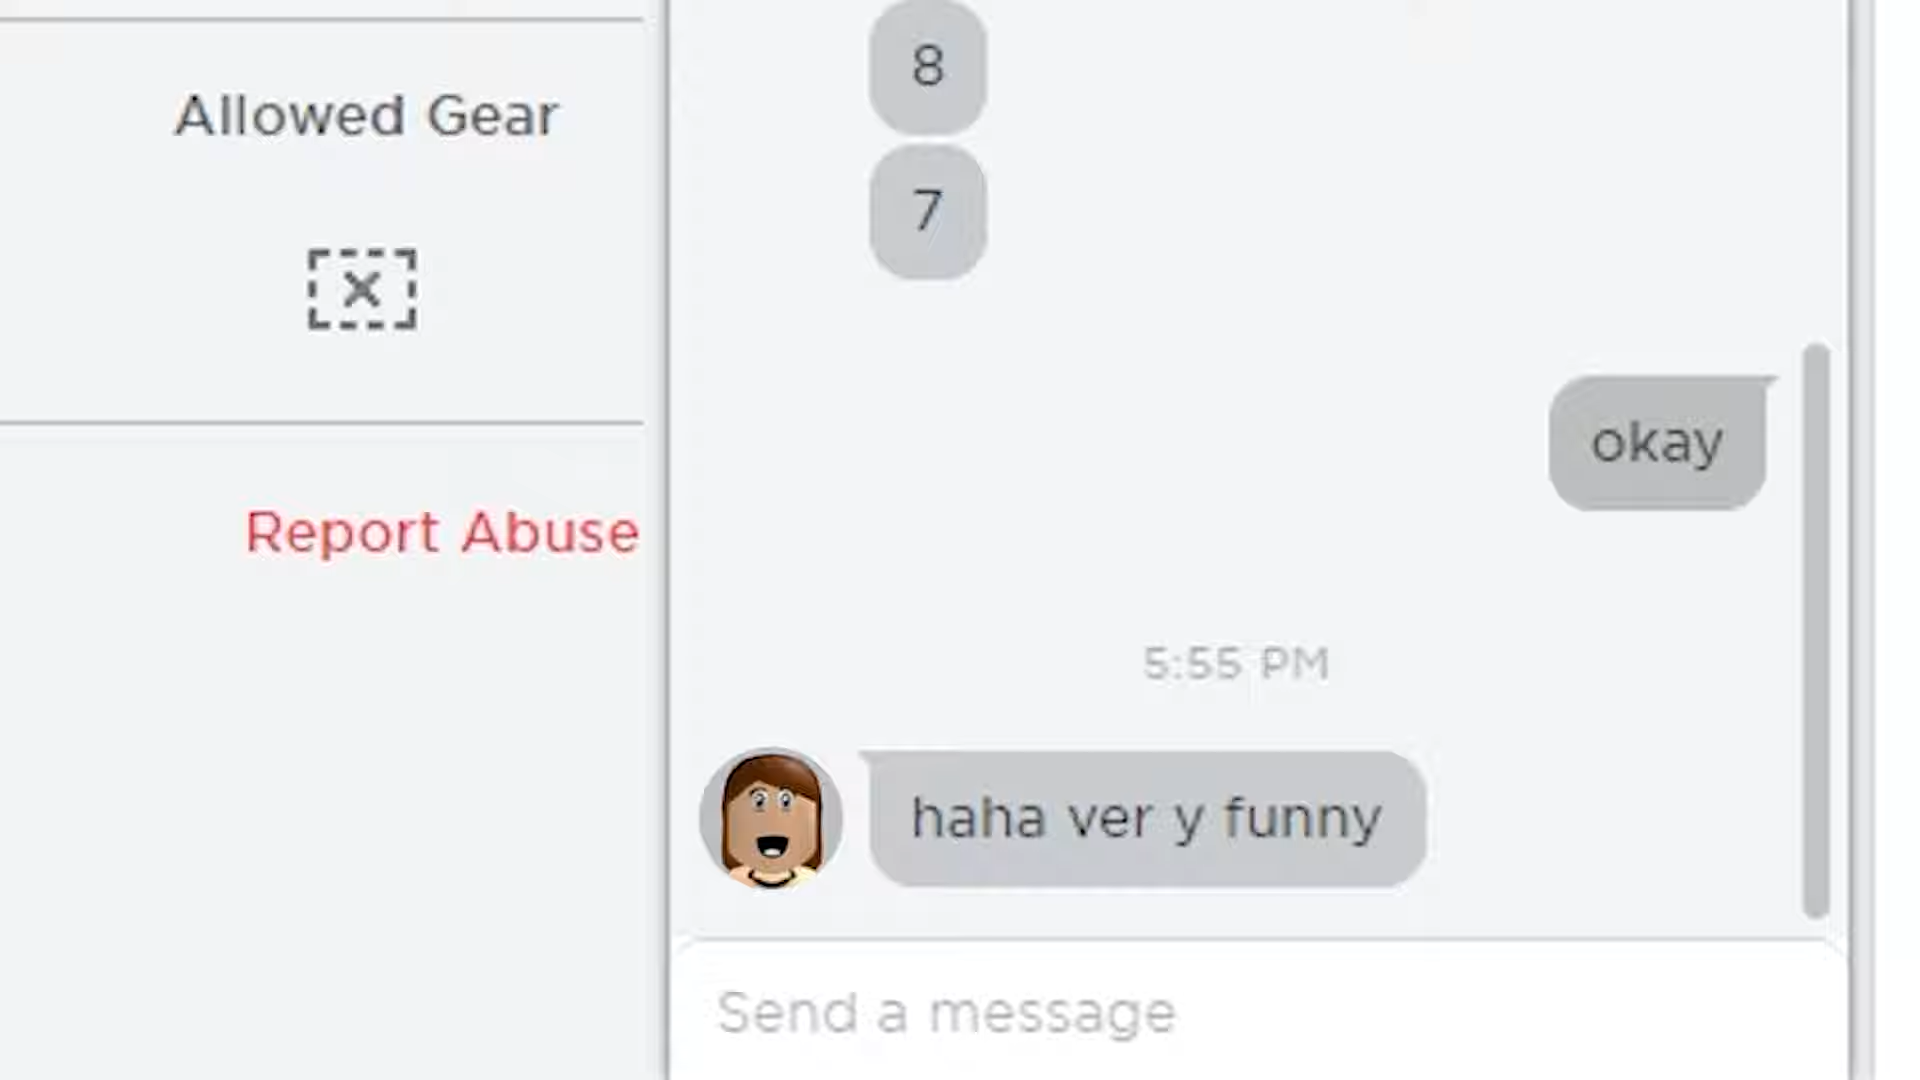 Allowed Gear
Report Abuse
8
7
okay
5:55 PM
haha ver y funny
Send a message